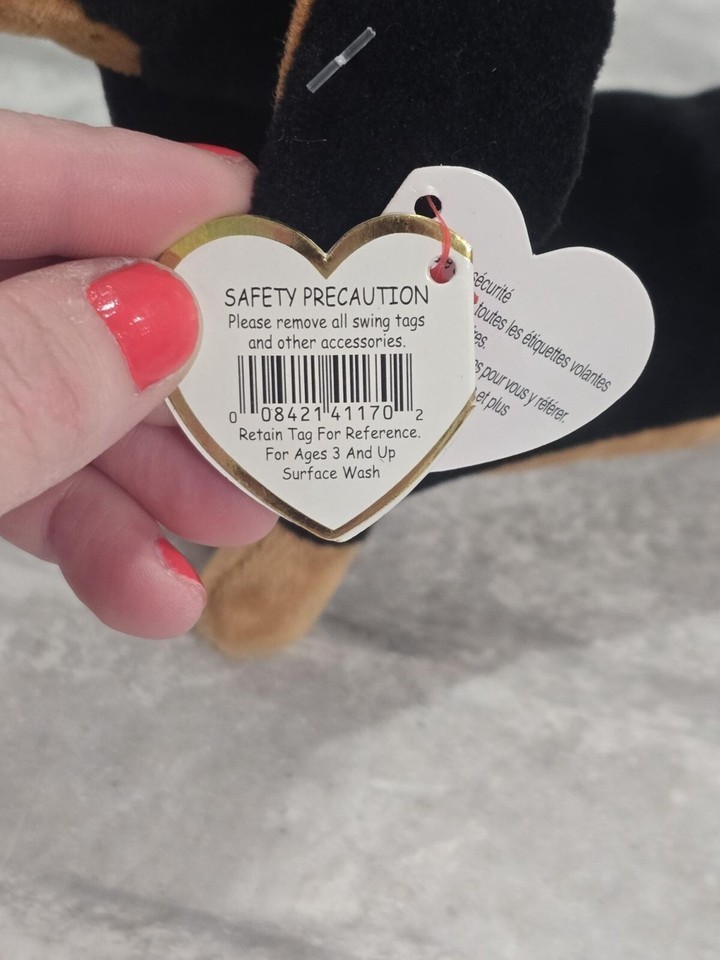 SAFETY PRECAUTION
Please remove all swing tags
and other accessories.
0 08421 41170 2
Retain Tag For Reference.
For Ages 3 And Up
Surface Wash
sécurité
toutes les étiquettes volantes
pour vous y référer.
et plus